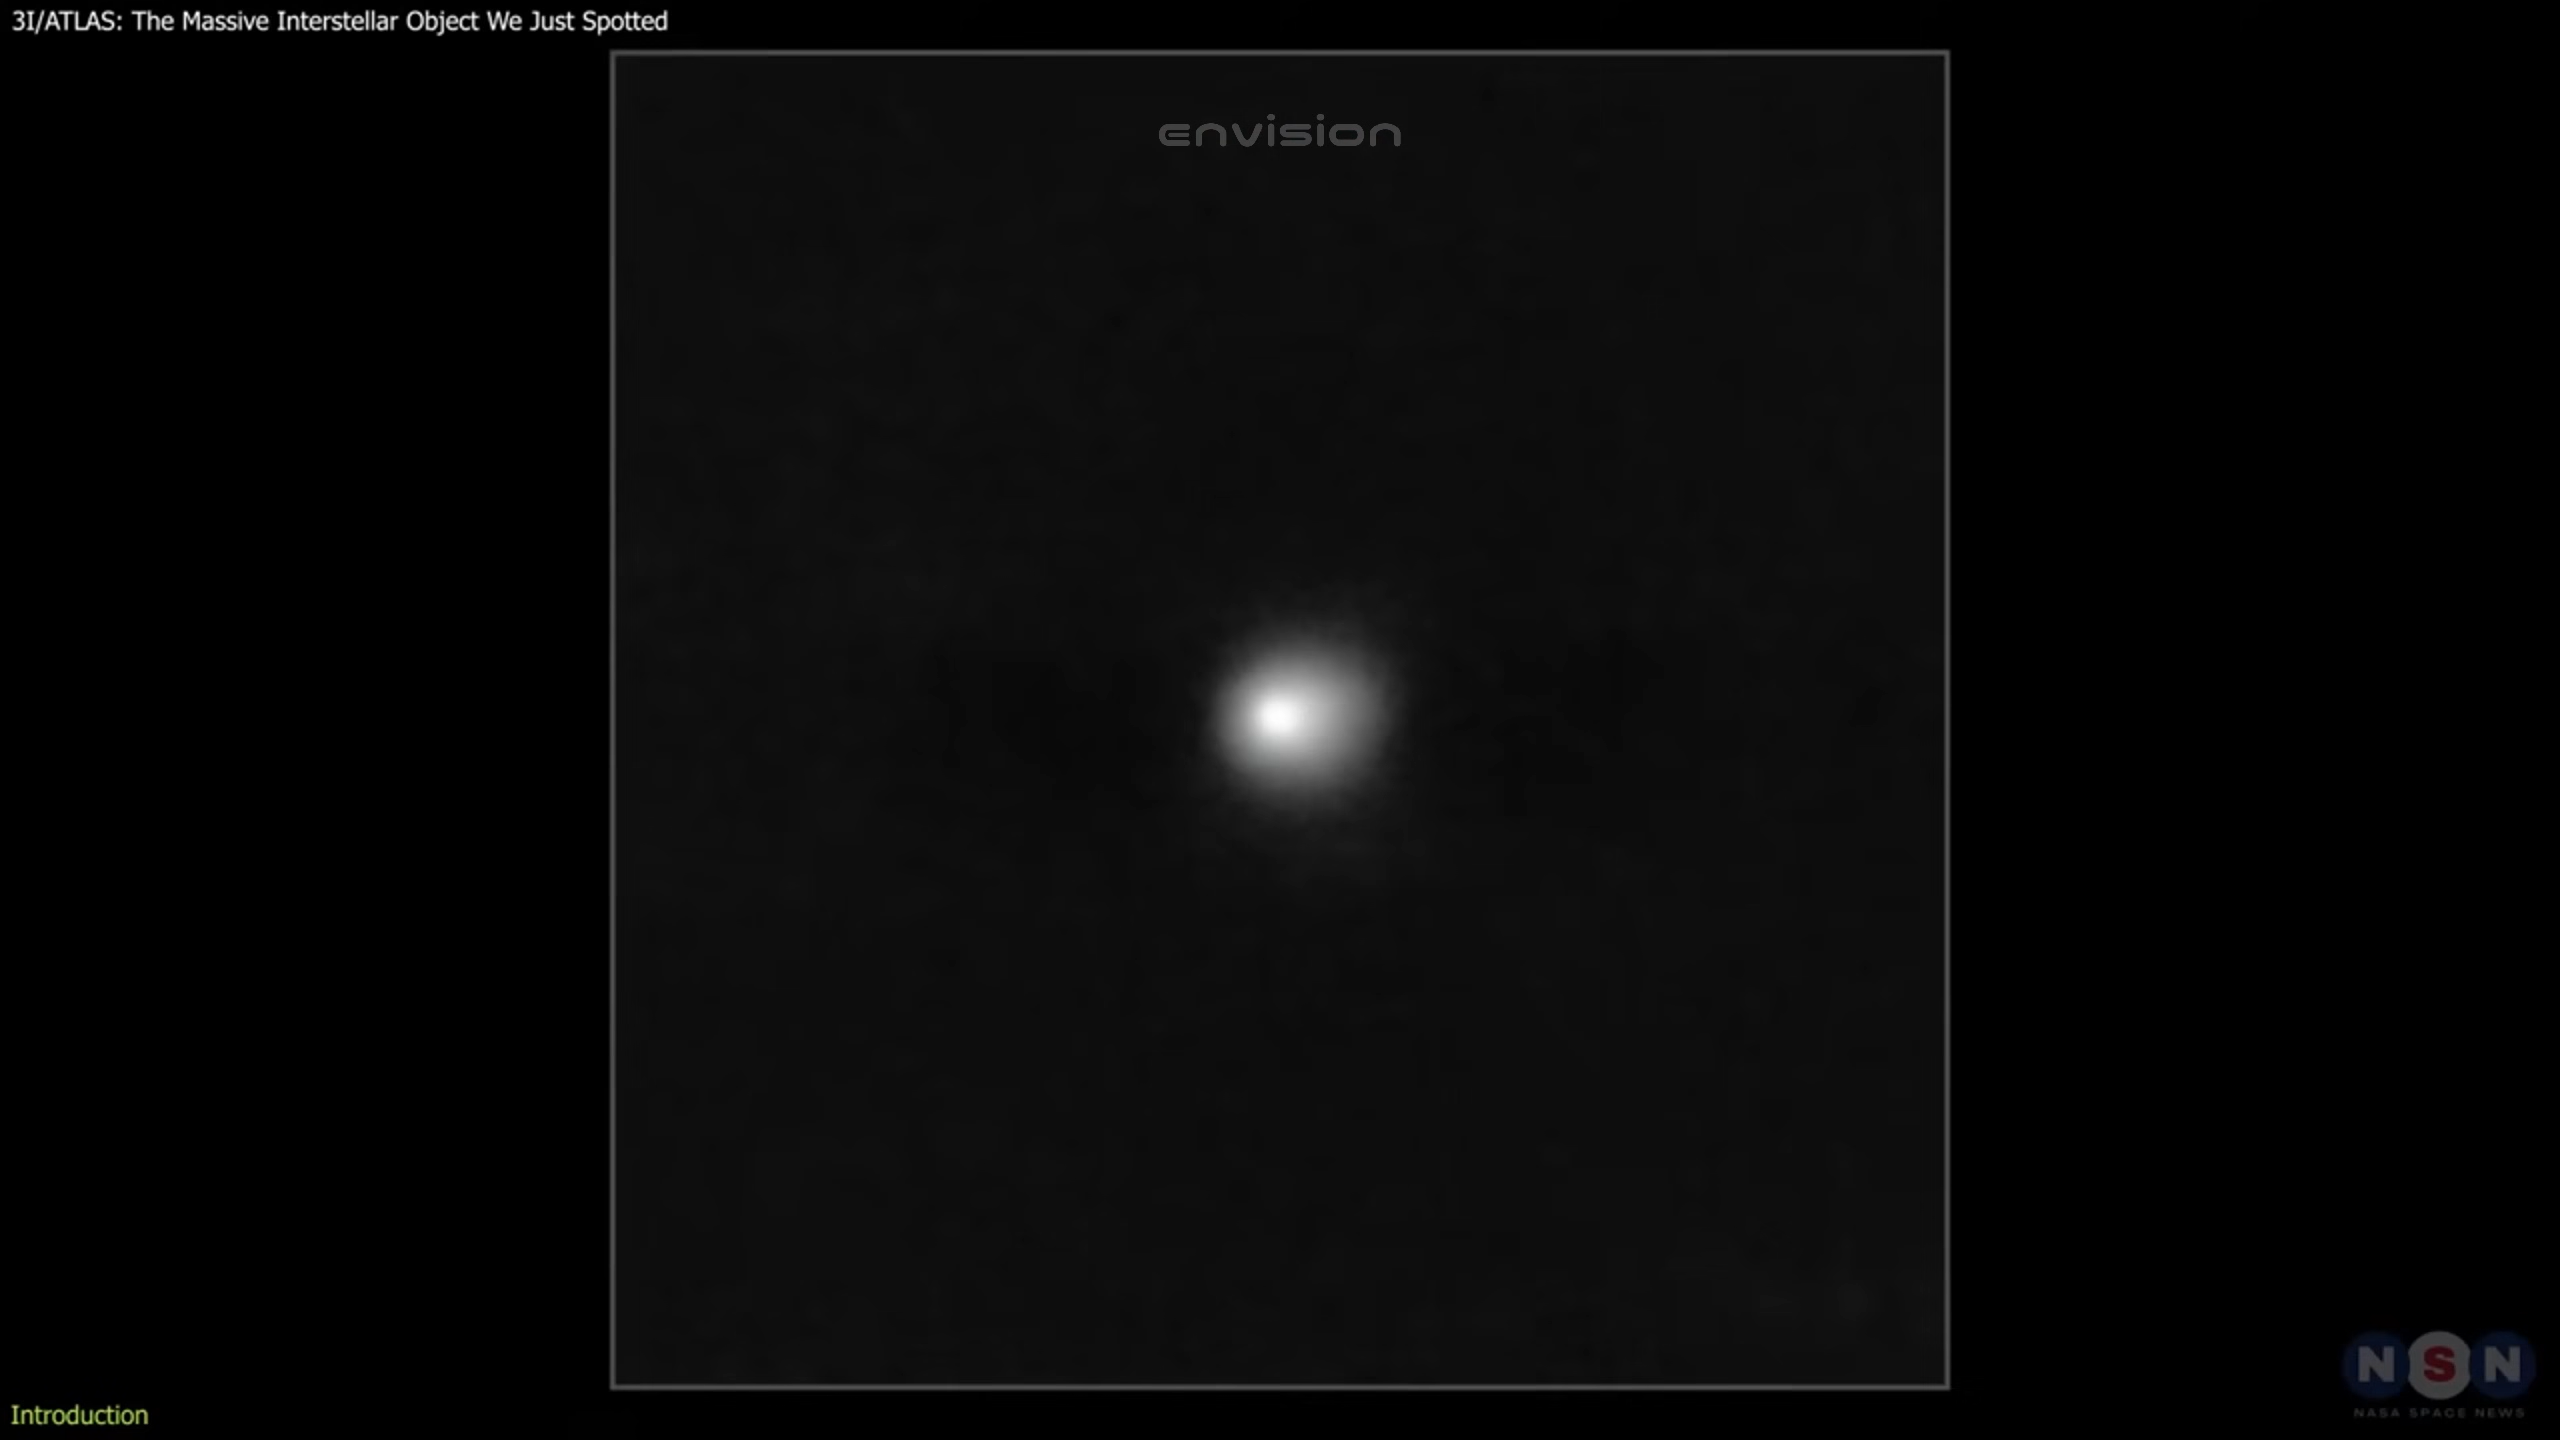 3I/ATLAS: The Massive Interstellar Object We Just Spotted
envision
Introduction
NSN
NASA SPACE NEWS